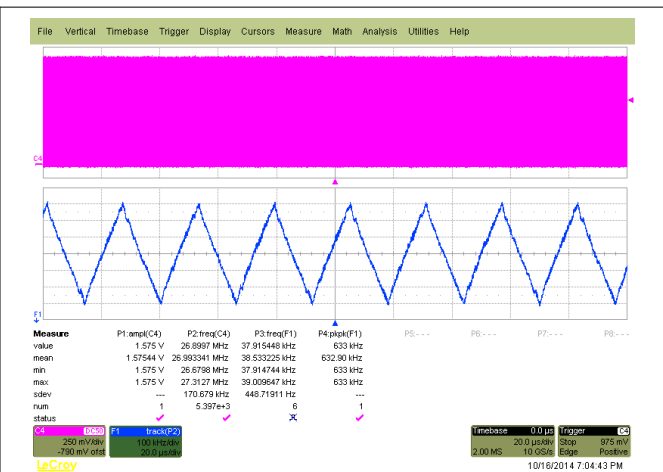 File Vertical Timebase Trigger Display Cursors Measure Math Analysis Utilities Help
C4
F1
Measure P1:ampl(C4) P2:freq(C4) P3:freq(F1) P4:pkpk(F1) P5:--- P6:--- P7:--- P8:---
value 1.575 V 26.8997 MHz 37.915448 kHz 633 kHz
mean 1.57544 V 26.993341 MHz 38.533225 kHz 632.90 kHz
min 1.575 V 26.6798 MHz 37.914744 kHz 633 kHz
max 1.575 V 27.3127 MHz 39.009647 kHz 633 kHz
sdev --- 170.679 kHz 448.71911 Hz ---
num 1 5.397e+3 6 1
status
C4 DC50 F1 track(P2) Timebase 0.0 µs Trigger C4
250 mV/div 100 kHz/div 20.0 µs/div Stop 975 mV
-790 mV ofst 20.0 µs/div 2.00 MS 10 GS/s Edge Positive
LeCroy 10/16/2014 7:04:43 PM